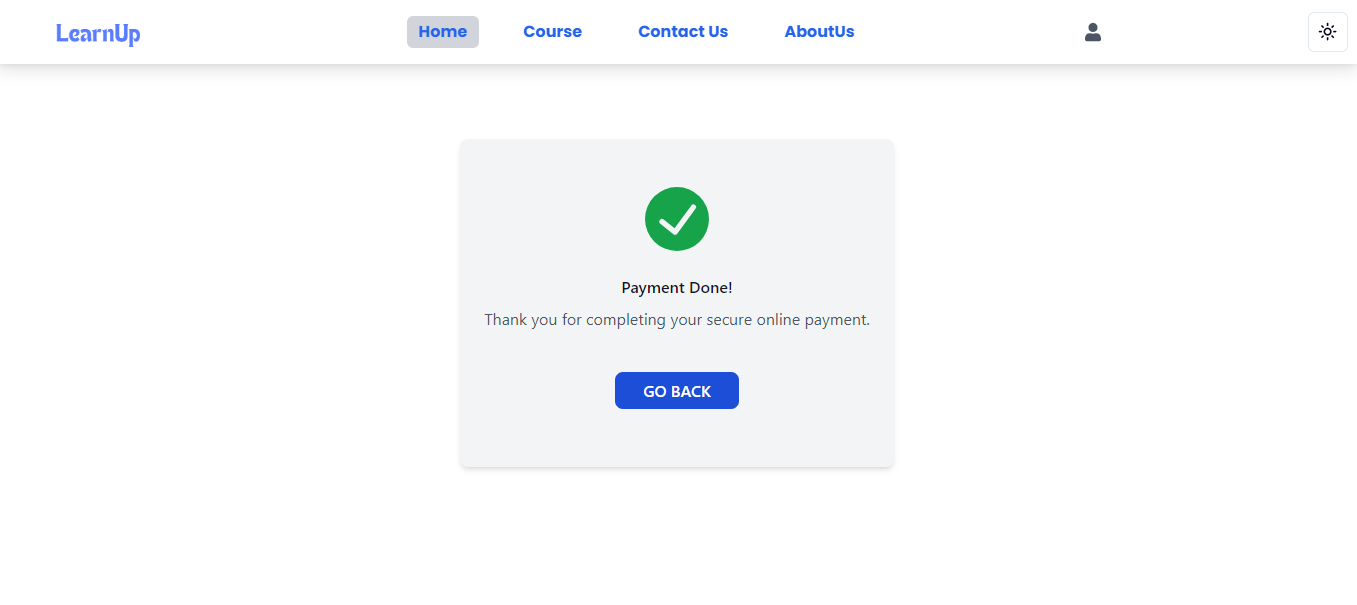 LearnUp Home Course Contact Us AboutUs
Payment Done!
Thank you for completing your secure online payment.
GO BACK